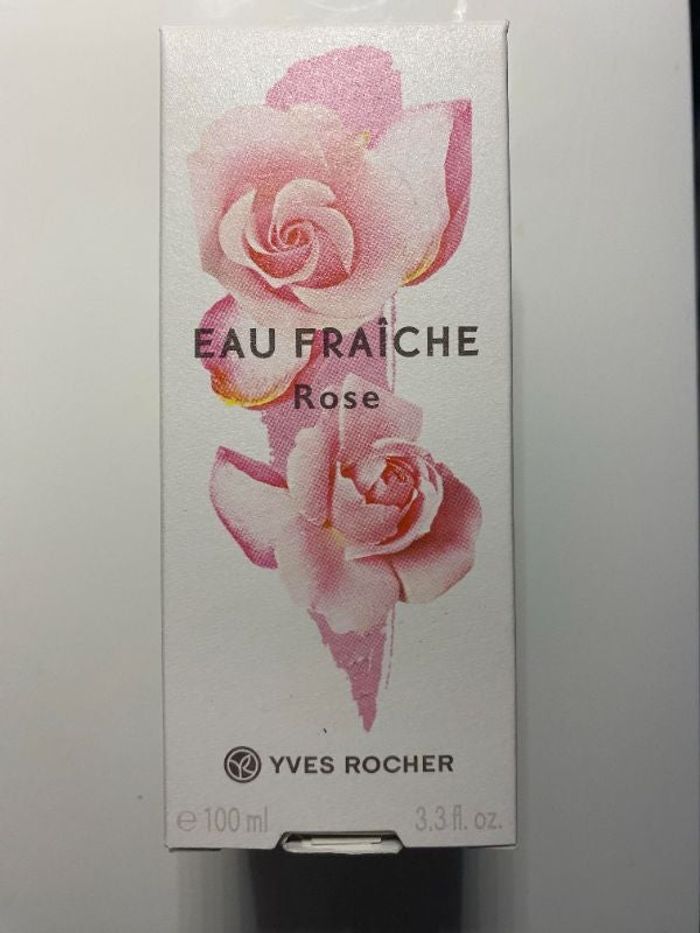 EAU FRAÎCHE
Rose
YVES ROCHER
℮ 100 ml 3.3 fl. oz.